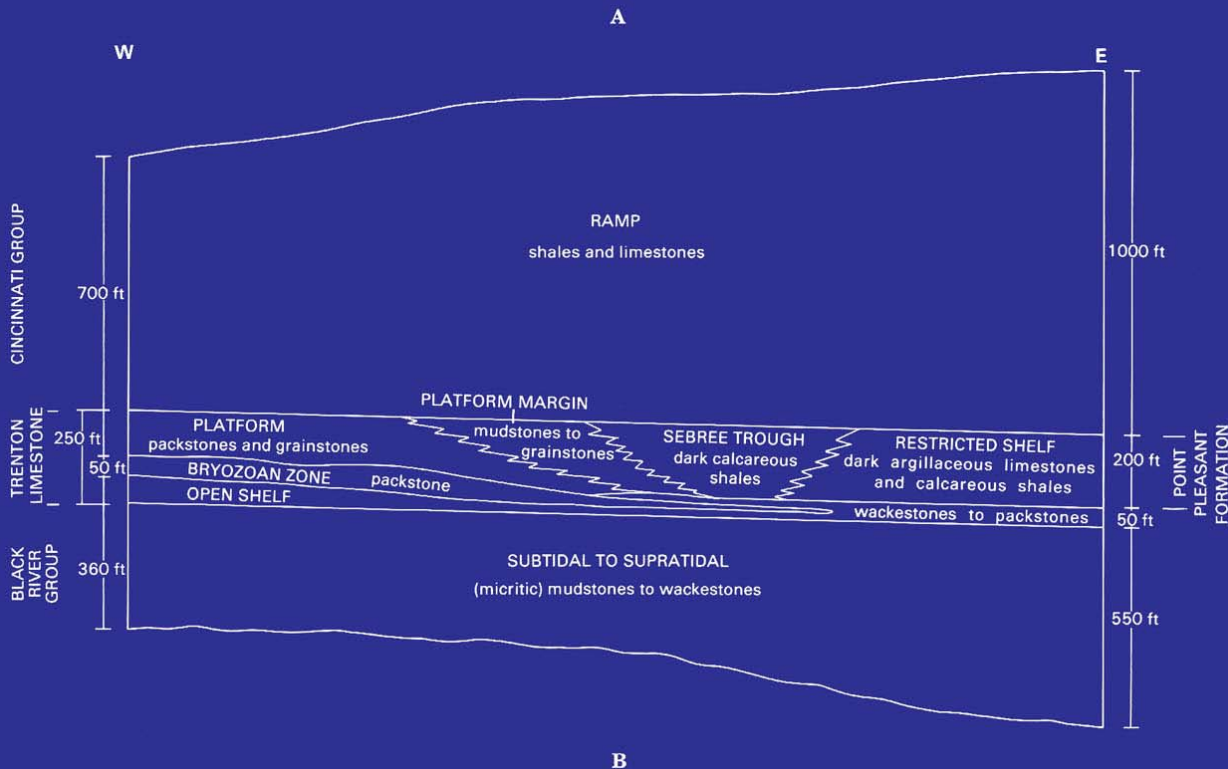 A
W
E
RAMP
shales and limestones
CINCINNATI GROUP
700 ft
1000 ft
PLATFORM MARGIN
mudstones to
grainstones
TRENTON
LIMESTONE
250 ft
50 ft
PLATFORM
packstones and grainstones
BRYOZOAN ZONE
packstone
OPEN SHELF
SEBREE TROUGH
dark calcareous
shales
RESTRICTED SHELF
dark argillaceous limestones
and calcareous shales
wackestones to packstones
200 ft
50 ft
POINT
PLEASANT
FORMATION
BLACK
RIVER
GROUP
360 ft
SUBTIDAL TO SUPRATIDAL
(micritic) mudstones to wackestones
550 ft
B